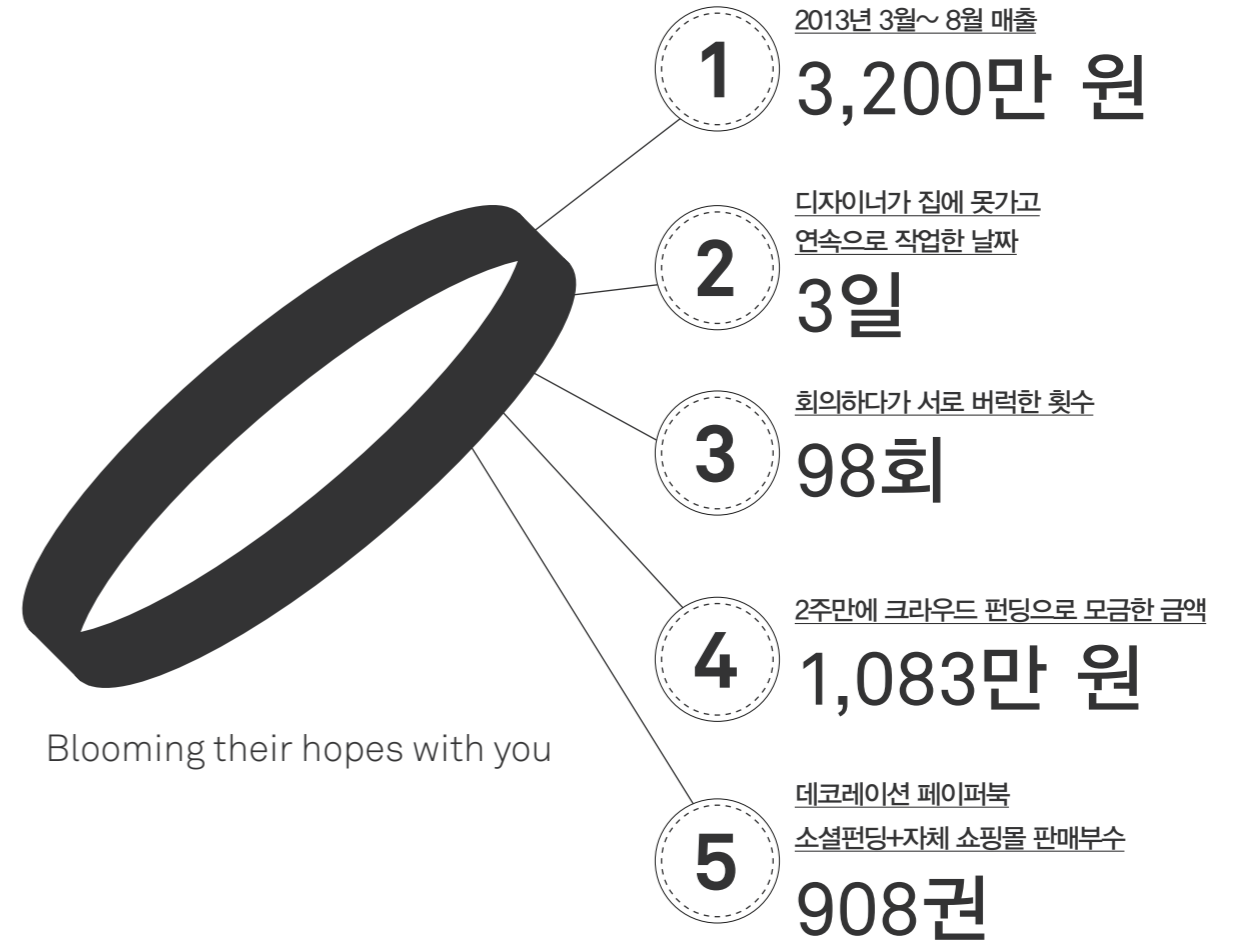 1
2013년 3월~ 8월 매출
3,200만 원
2
디자이너가 집에 못가고
연속으로 작업한 날짜
3일
3
회의하다가 서로 버럭한 횟수
98회
4
2주만에 크라우드 펀딩으로 모금한 금액
1,083만 원
Blooming their hopes with you
5
데코레이션 페이퍼북
소셜펀딩+자체 쇼핑몰 판매부수
908권